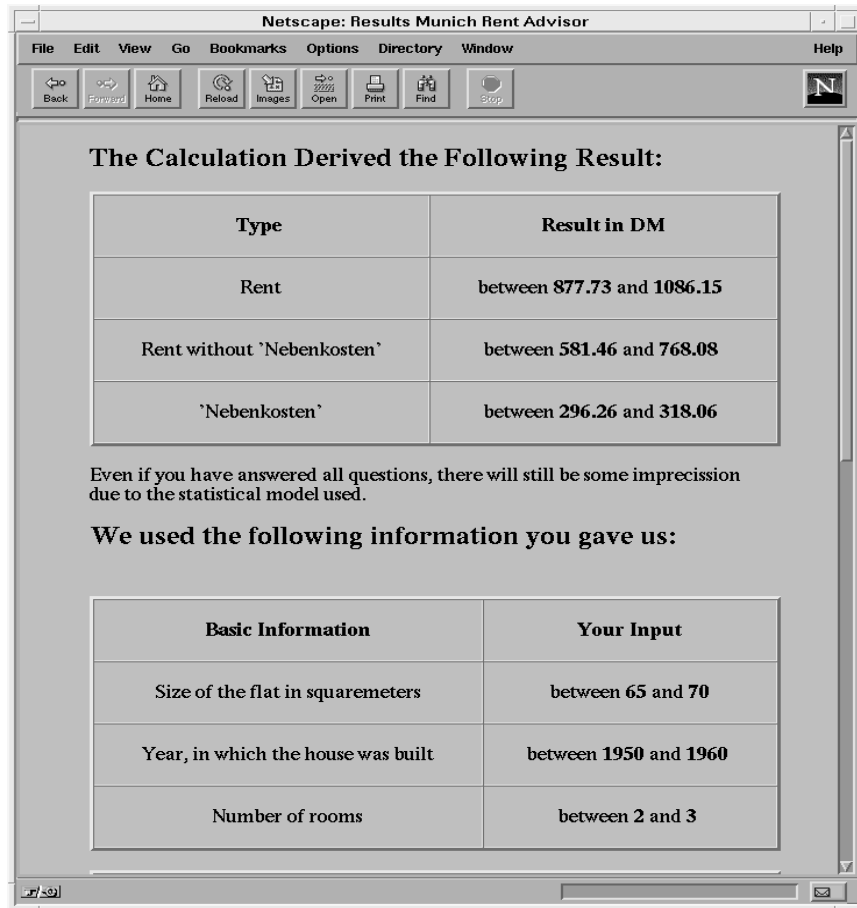 Netscape: Results Munich Rent Advisor
File Edit View Go Bookmarks Options Directory Window Help
Back Forward Home Reload Images Open Print Find Stop
N
The Calculation Derived the Following Result:
Type Result in DM
Rent between 877.73 and 1086.15
Rent without 'Nebenkosten' between 581.46 and 768.08
'Nebenkosten' between 296.26 and 318.06
Even if you have answered all questions, there will still be some imprecission
due to the statistical model used.
We used the following information you gave us:
Basic Information Your Input
Size of the flat in squaremeters between 65 and 70
Year, in which the house was built between 1950 and 1960
Number of rooms between 2 and 3